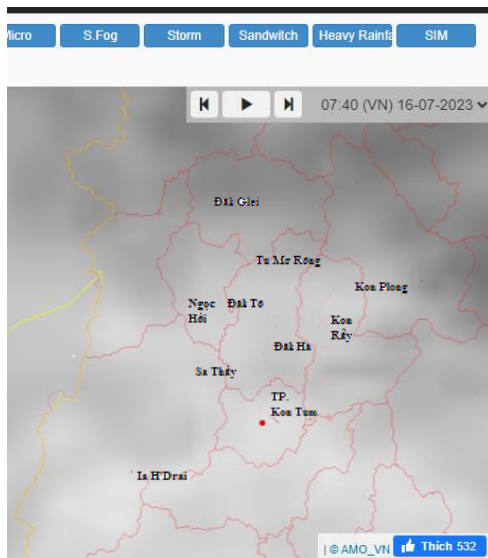 Micro S.Fog Storm Sandwitch Heavy Rainfa SIM
07:40 (VN) 16-07-2023
Đăk Glei
Tu Mơ Rông
Kon Plong
Ngọc
Hồi
Đăk Tô
Kon
Rẫy
Đăk Hà
Sa Thầy
TP.
Kon Tum
Ia H'Drai
| © AMO_VN Thích 532